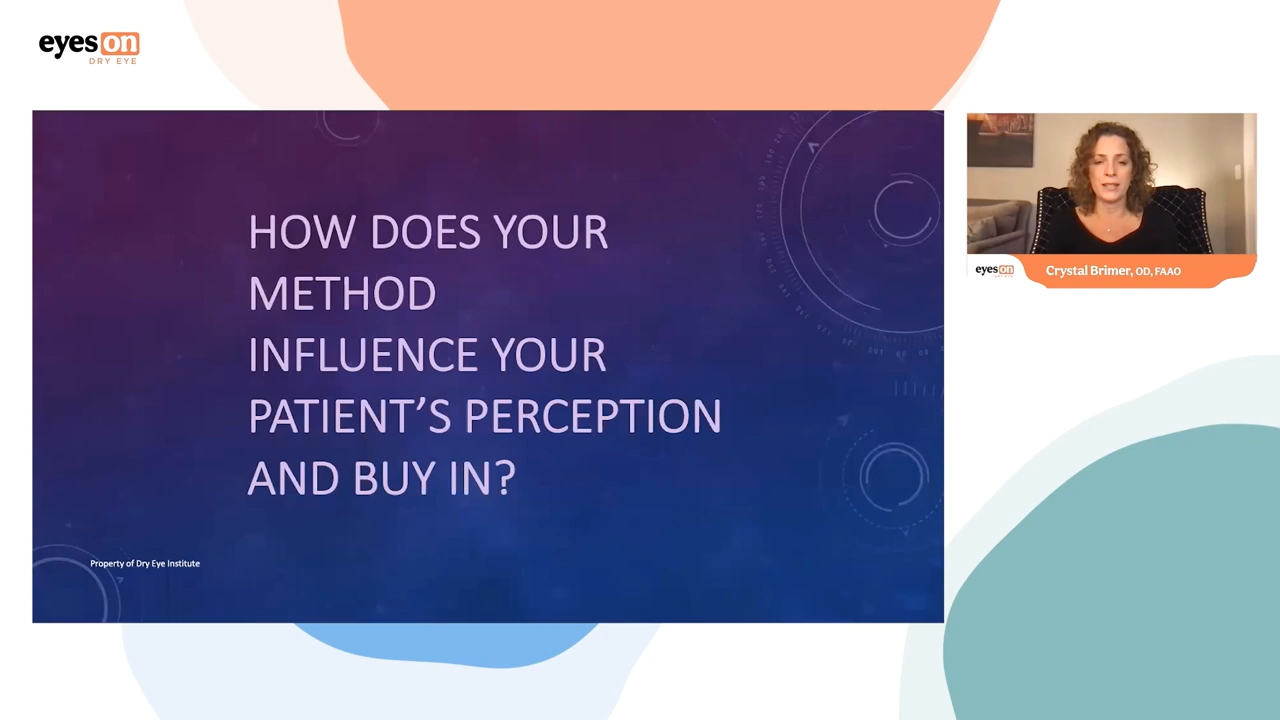 eyes on
DRY EYE
HOW DOES YOUR
METHOD
INFLUENCE YOUR
PATIENT’S PERCEPTION
AND BUY IN?
Property of Dry Eye Institute
eyes on
Crystal Brimer, OD, FAAO